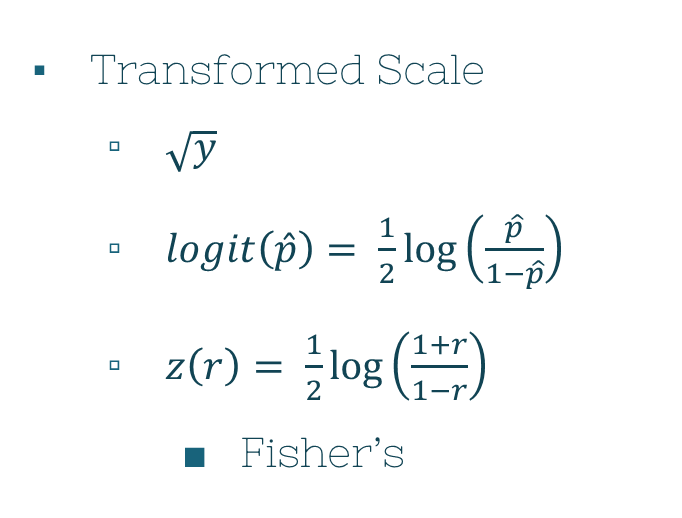 Transformed Scale
√y
logit(p̂) = 1/2 log(p̂/(1−p̂))
z(r) = 1/2 log((1+r)/(1−r))
Fisher's